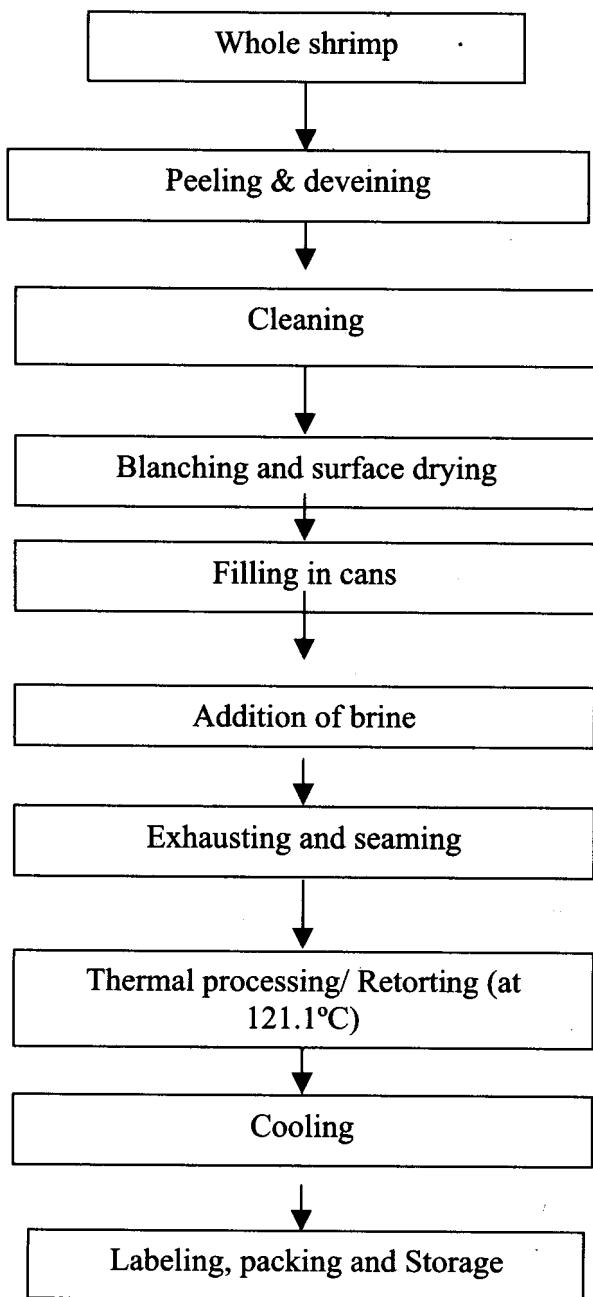 Whole shrimp
Peeling & deveining
Cleaning
Blanching and surface drying
Filling in cans
Addition of brine
Exhausting and seaming
Thermal processing/ Retorting (at
121.1ºC)
Cooling
Labeling, packing and Storage